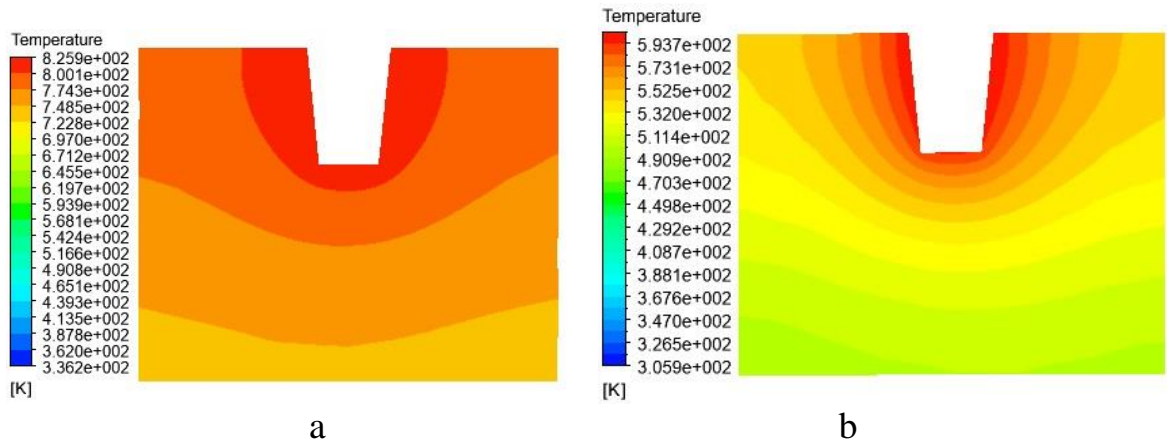 Temperature
8.259e+002
8.001e+002
7.743e+002
7.485e+002
7.228e+002
6.970e+002
6.712e+002
6.455e+002
6.197e+002
5.939e+002
5.681e+002
5.424e+002
5.166e+002
4.908e+002
4.651e+002
4.393e+002
4.135e+002
3.878e+002
3.620e+002
3.362e+002
[K]
a
Temperature
5.937e+002
5.731e+002
5.525e+002
5.320e+002
5.114e+002
4.909e+002
4.703e+002
4.498e+002
4.292e+002
4.087e+002
3.881e+002
3.676e+002
3.470e+002
3.265e+002
3.059e+002
[K]
b